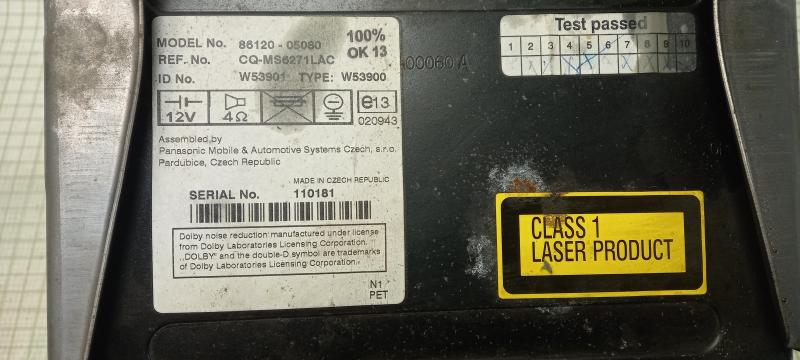 MODEL No. 86120 - 05080
100%
OK 13
REF. No. CQ-MS6271LAC
ID No. W53901 TYPE: W53900
12V
4Ω
e13
020943
Assembled by
Panasonic Mobile & Automotive Systems Czech, s.r.o.
Pardubice, Czech Republic
MADE IN CZECH REPUBLIC
SERIAL No. 110181
Dolby noise reduction manufactured under license
from Dolby Laboratories Licensing Corporation.
„DOLBY" and the double-D symbol are trademarks
of Dolby Laboratories Licensing Corporation.
N1
PET
Test passed
1 2 3 4 5 6 7 8 9 10
00060 A
CLASS 1
LASER PRODUCT